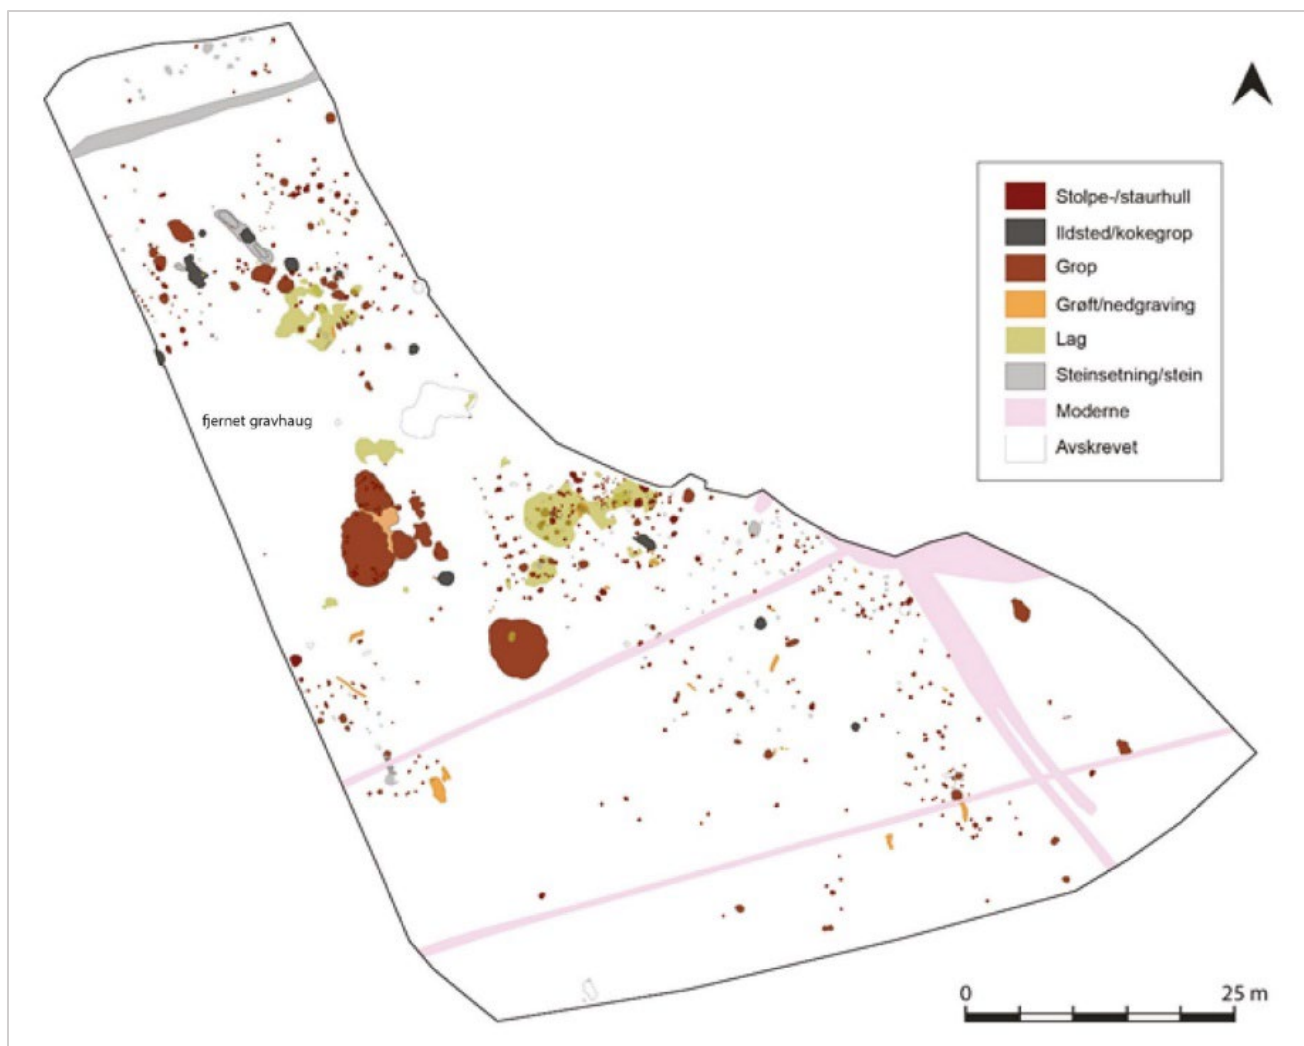 Stolpe-/staurhull
Ildsted/kokegrop
Grop
Grøft/nedgraving
Lag
Steinsetning/stein
Moderne
Avskrevet
fjernet gravhaug
0 25 m